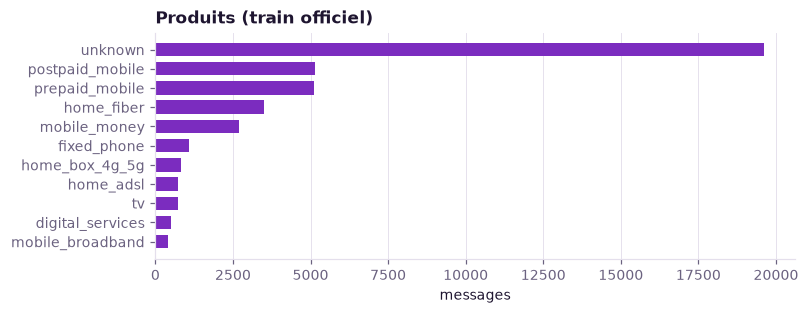 Produits (train officiel)
unknown
postpaid_mobile
prepaid_mobile
home_fiber
mobile_money
fixed_phone
home_box_4g_5g
home_adsl
tv
digital_services
mobile_broadband
0 2500 5000 7500 10000 12500 15000 17500 20000
messages